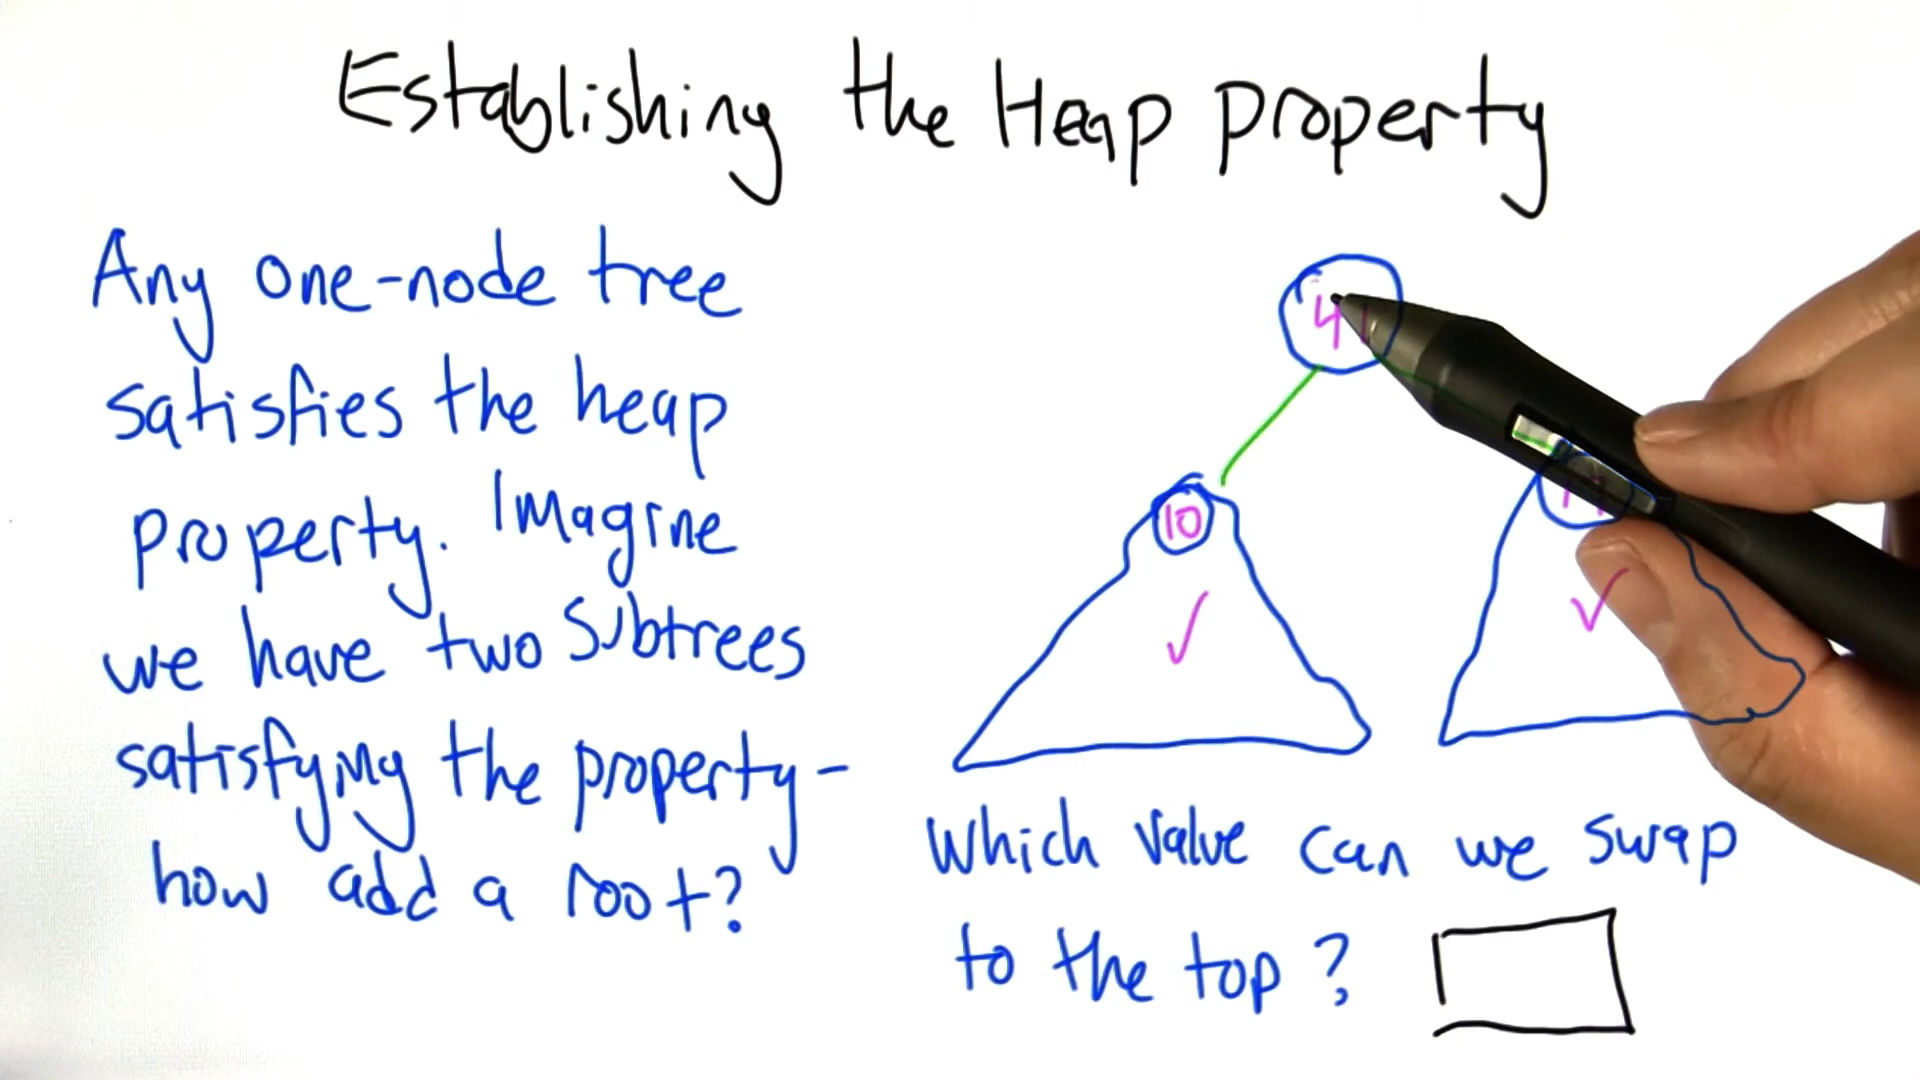 Establishing the Heap property
Any one-node tree
satisfies the heap
property. Imagine
we have two subtrees
satisfying the property-
how add a root?
10
Which value can we swap
to the top?